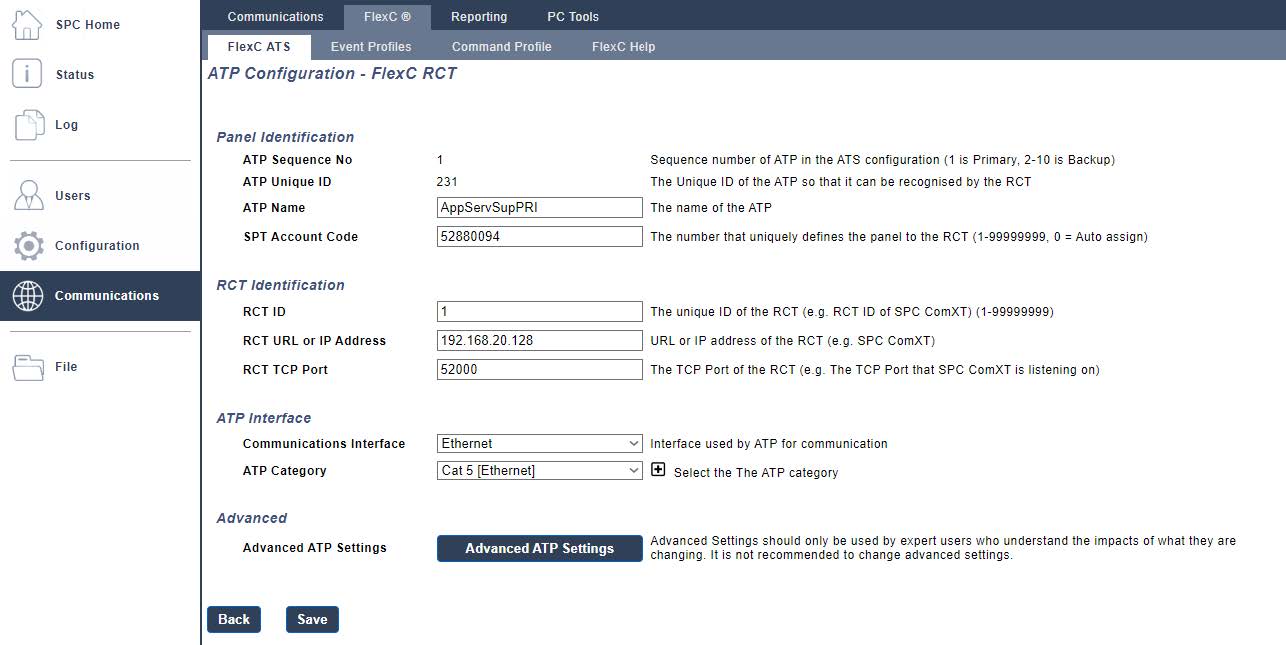 SPC Home
Status
Log
Users
Configuration
Communications
File
Communications FlexC ® Reporting PC Tools
FlexC ATS Event Profiles Command Profile FlexC Help
ATP Configuration - FlexC RCT
Panel Identification
ATP Sequence No 1 Sequence number of ATP in the ATS configuration (1 is Primary, 2-10 is Backup)
ATP Unique ID 231 The Unique ID of the ATP so that it can be recognised by the RCT
ATP Name AppServSupPRI The name of the ATP
SPT Account Code 52880094 The number that uniquely defines the panel to the RCT (1-99999999, 0 = Auto assign)
RCT Identification
RCT ID 1 The unique ID of the RCT (e.g. RCT ID of SPC ComXT) (1-99999999)
RCT URL or IP Address 192.168.20.128 URL or IP address of the RCT (e.g. SPC ComXT)
RCT TCP Port 52000 The TCP Port of the RCT (e.g. The TCP Port that SPC ComXT is listening on)
ATP Interface
Communications Interface Ethernet Interface used by ATP for communication
ATP Category Cat 5 [Ethernet] Select the The ATP category
Advanced
Advanced ATP Settings Advanced ATP Settings Advanced Settings should only be used by expert users who understand the impacts of what they are
changing. It is not recommended to change advanced settings.
Back Save